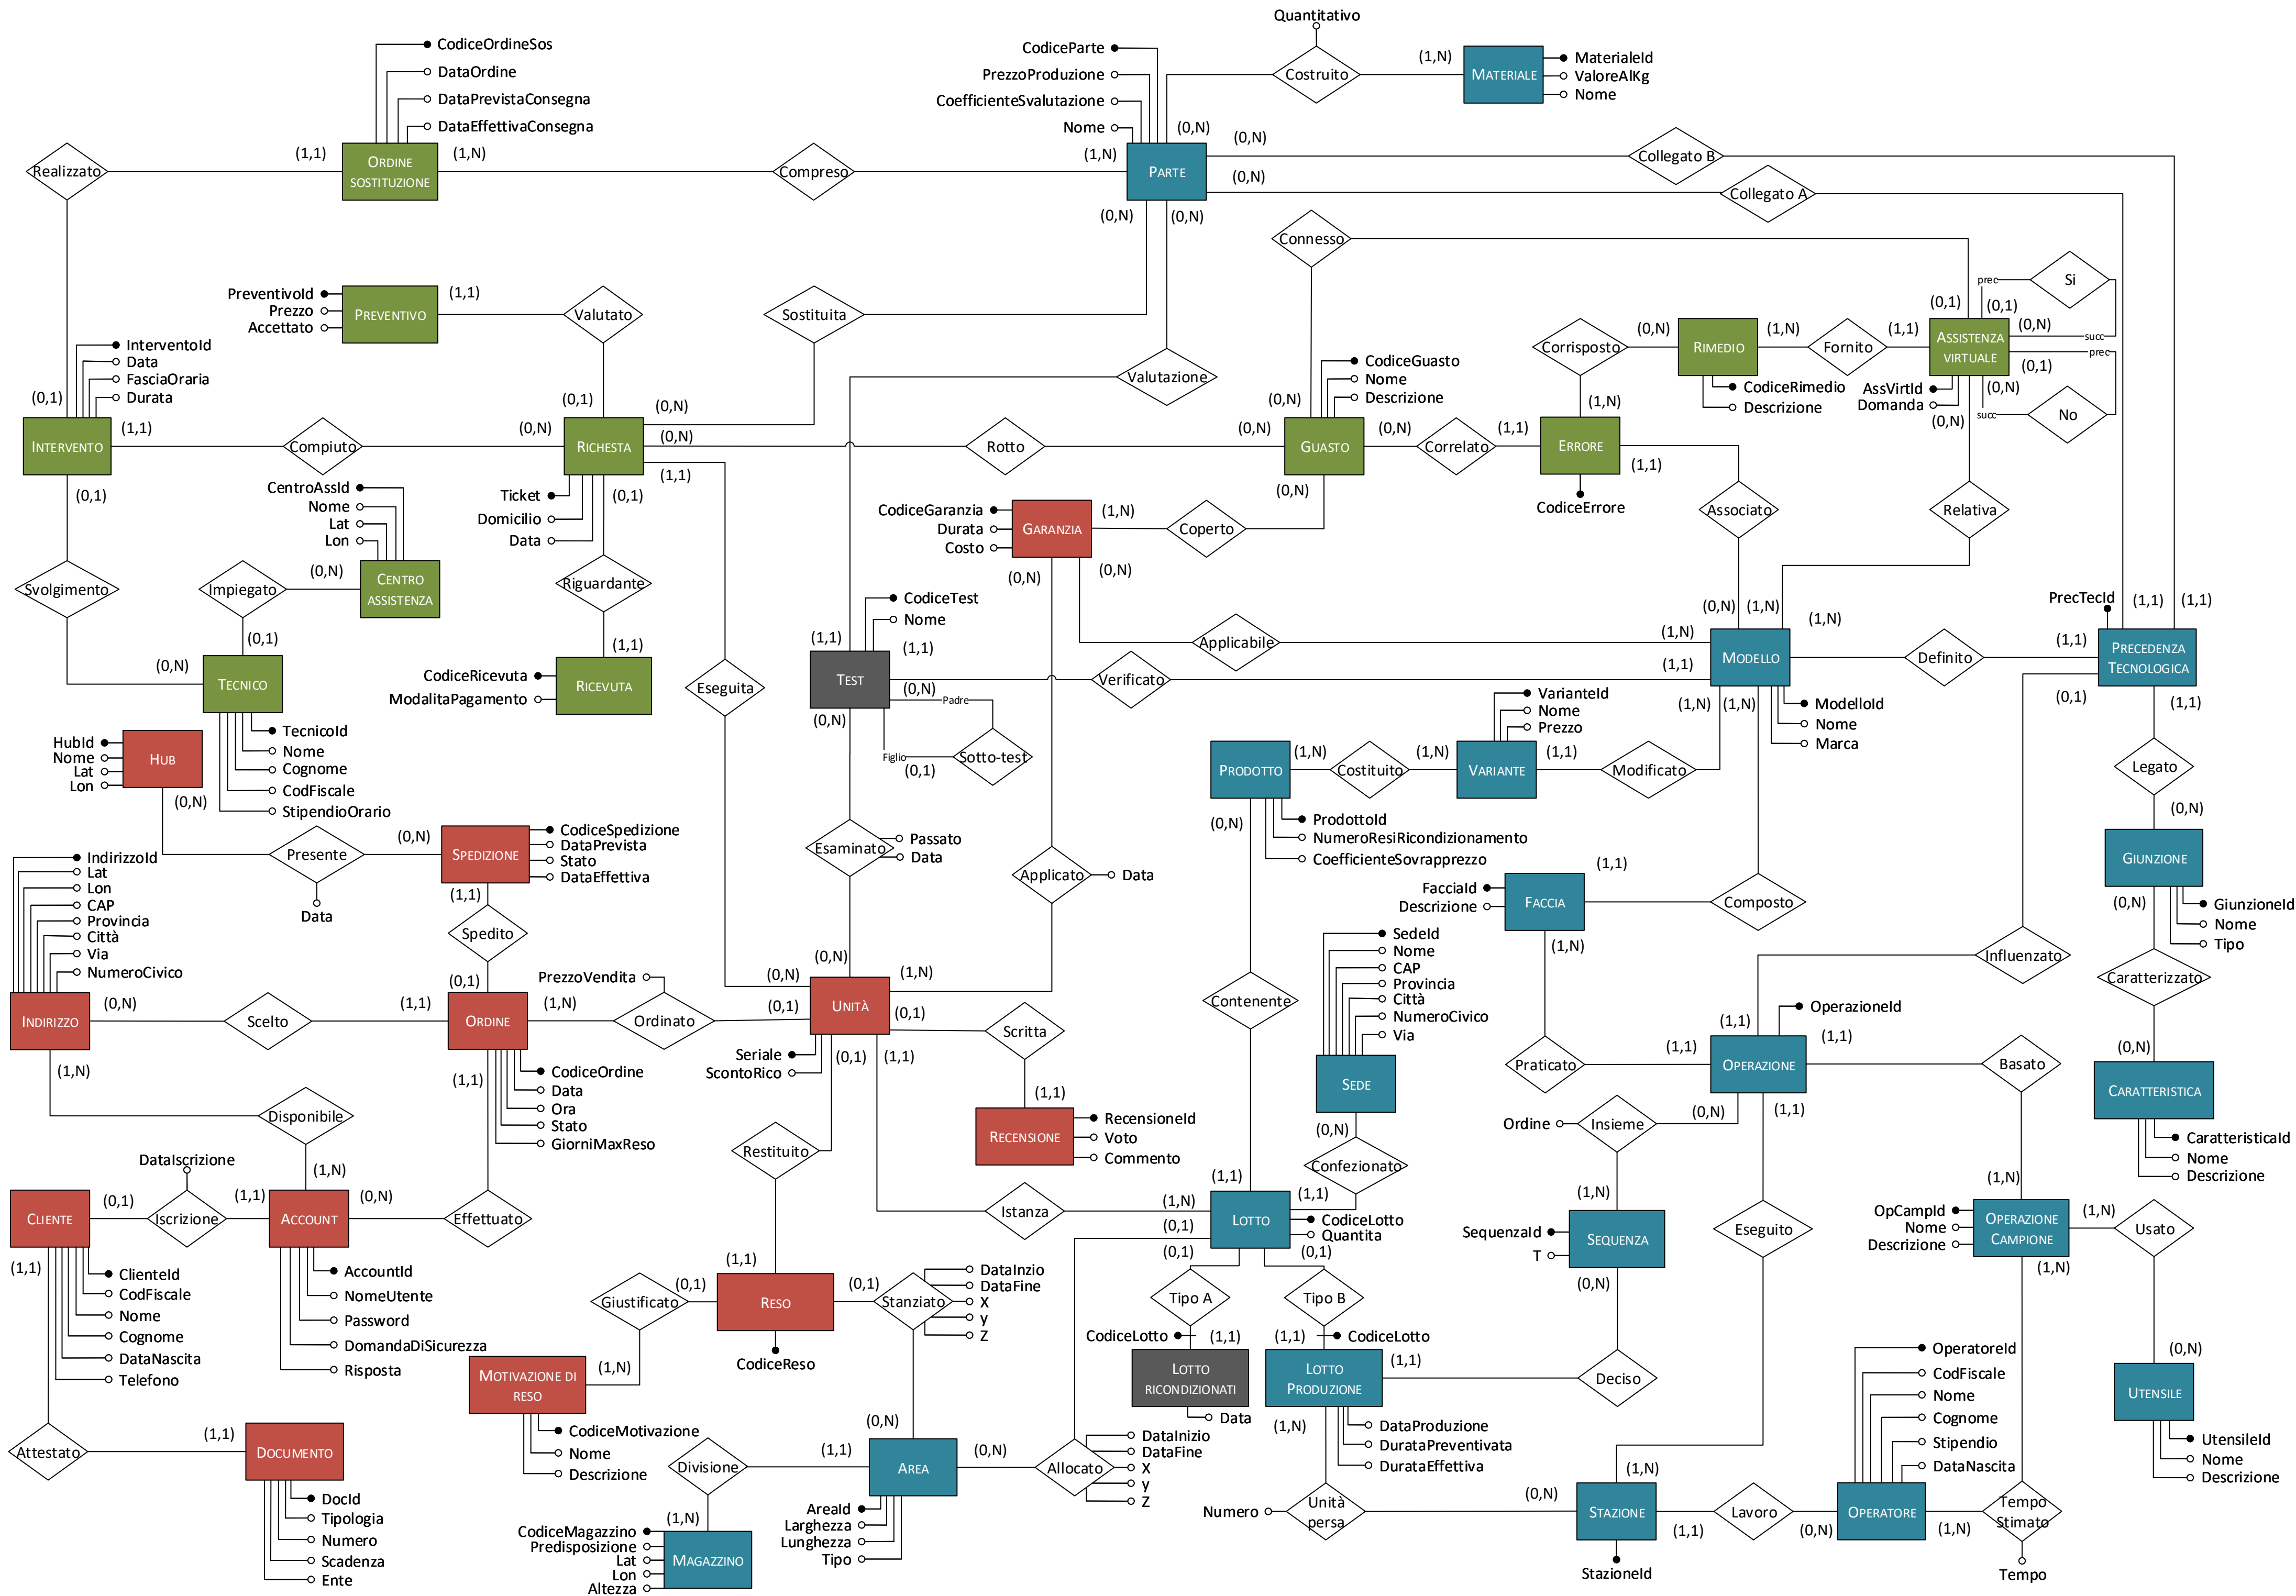 Quantitativo
CodiceOrdineSos
DataOrdine
DataPrevistaConsegna
DataEffettivaConsegna
CodiceParte
PrezzoProduzione
CoefficienteSvalutazione
Nome
Costruito
(1,N)
MATERIALE
MaterialeId
ValoreAlKg
Nome
Realizzato
(1,1)
ORDINE
SOSTITUZIONE
(1,N)
Compreso
(1,N)
PARTE
(0,N)
(0,N)
(0,N)
(0,N)
(0,N)
Collegato B
Collegato A
Connesso
PreventivoId
Prezzo
Accettato
PREVENTIVO
(1,1)
Valutato
Sostituita
Valutazione
prec
Si
succ
prec
(0,1)
(0,1)
(0,N)
(0,1)
(0,N)
(0,N)
succ
No
ASSISTENZA
VIRTUALE
AssVirtId
Domanda
(1,1)
Fornito
(1,N)
RIMEDIO
CodiceRimedio
Descrizione
(0,N)
Corrisposto
(1,N)
InterventoId
Data
FasciaOraria
Durata
(0,1)
INTERVENTO
(1,1)
(0,1)
Compiuto
(0,N)
(0,1)
RICHESTA
(0,N)
(0,N)
(1,1)
(0,1)
Ticket
Domicilio
Data
Rotto
CodiceGuasto
Nome
Descrizione
(0,N)
(0,N)
GUASTO
(0,N)
(0,N)
Correlato
(1,1)
ERRORE
(1,1)
CodiceErrore
Associato
Relativa
CentroAssId
Nome
Lat
Lon
CENTRO
ASSISTENZA
(0,N)
Impiegato
(0,1)
Svolgimento
(0,N)
TECNICO
TecnicoId
Nome
Cognome
CodFiscale
StipendioOrario
Riguardante
(1,1)
RICEVUTA
CodiceRicevuta
ModalitaPagamento
Eseguita
CodiceGaranzia
Durata
Costo
GARANZIA
(1,N)
(0,N)
(0,N)
Coperto
Applicabile
Verificato
CodiceTest
Nome
(1,1)
(1,1)
TEST
(0,N)
Padre
Sotto-test
Figlio
(0,1)
(0,N)
(0,N)
(1,N)
(1,N)
(1,N)
(1,1)
(1,N)
(1,N)
MODELLO
ModelloId
Nome
Marca
Definito
PrecTecId
(1,1)
(1,1)
(1,1)
PRECEDENZA
TECNOLOGICA
(0,1)
(1,1)
HubId
Nome
Lat
Lon
HUB
(0,N)
Presente
Data
(0,N)
SPEDIZIONE
CodiceSpedizione
DataPrevista
Stato
DataEffettiva
(1,1)
Spedito
(0,1)
Esaminato
Passato
Data
Applicato
Data
PRODOTTO
(1,N)
Costituito
(1,N)
VARIANTE
VarianteId
Nome
Prezzo
(1,1)
Modificato
ProdottoId
NumeroResiRicondizionamento
CoefficienteSovrapprezzo
(0,N)
FacciaId
Descrizione
FACCIA
(1,1)
(1,N)
Composto
Legato
(0,N)
GIUNZIONE
GiunzioneId
Nome
Tipo
(0,N)
Caratterizzato
(0,N)
CARATTERISTICA
CaratteristicaId
Nome
Descrizione
IndirizzoId
Lat
Lon
CAP
Provincia
Città
Via
NumeroCivico
INDIRIZZO
(0,N)
(1,N)
Scelto
(1,1)
ORDINE
(1,N)
(1,1)
CodiceOrdine
Data
Ora
Stato
GiorniMaxReso
PrezzoVendita
Ordinato
(0,N)
(0,N)
(1,N)
(0,1)
(0,1)
(0,1)
(1,1)
UNITÀ
Seriale
ScontoRico
Scritta
(1,1)
RECENSIONE
RecensioneId
Voto
Commento
Contenente
SedeId
Nome
CAP
Provincia
Città
NumeroCivico
Via
SEDE
(0,N)
Confezionato
Influenzato
OperazioneId
(1,1)
(1,1)
(1,1)
OPERAZIONE
(0,N)
(1,1)
Praticato
Basato
Ordine
Insieme
(1,N)
SEQUENZA
SequenzaId
T
(0,N)
Eseguito
(1,N)
OpCampId
Nome
Descrizione
OPERAZIONE
CAMPIONE
(1,N)
(1,N)
Usato
(0,N)
UTENSILE
UtensileId
Nome
Descrizione
Disponibile
(1,N)
DataIscrizione
CLIENTE
(0,1)
(1,1)
Iscrizione
(1,1)
ACCOUNT
(0,N)
Effettuato
ClienteId
CodFiscale
Nome
Cognome
DataNascita
Telefono
AccountId
NomeUtente
Password
DomandaDiSicurezza
Risposta
Attestato
(1,1)
DOCUMENTO
DocId
Tipologia
Numero
Scadenza
Ente
Restituito
(1,1)
Giustificato
(0,1)
RESO
(0,1)
CodiceReso
Stanziato
DataInzio
DataFine
X
y
Z
MOTIVAZIONE DI
RESO
(1,N)
CodiceMotivazione
Nome
Descrizione
Istanza
(1,N)
(1,1)
(1,1)
LOTTO
CodiceLotto
Quantita
(0,1)
(0,1)
(0,1)
Tipo A
Tipo B
CodiceLotto
(1,1)
LOTTO
RICONDIZIONATI
Data
(1,1)
CodiceLotto
LOTTO
PRODUZIONE
(1,1)
(1,N)
DataProduzione
DurataPreventivata
DurataEffettiva
Deciso
Divisione
(1,1)
(0,N)
AREA
(0,N)
AreaId
Larghezza
Lunghezza
Tipo
Allocato
DataInizio
DataFine
X
y
Z
(1,N)
CodiceMagazzino
Predisposizione
Lat
Lon
Altezza
MAGAZZINO
Numero
Unità
persa
(0,N)
(1,N)
STAZIONE
(1,1)
StazioneId
Lavoro
(0,N)
OPERATORE
(1,N)
OperatoreId
CodFiscale
Nome
Cognome
Stipendio
DataNascita
Tempo
Stimato
Tempo